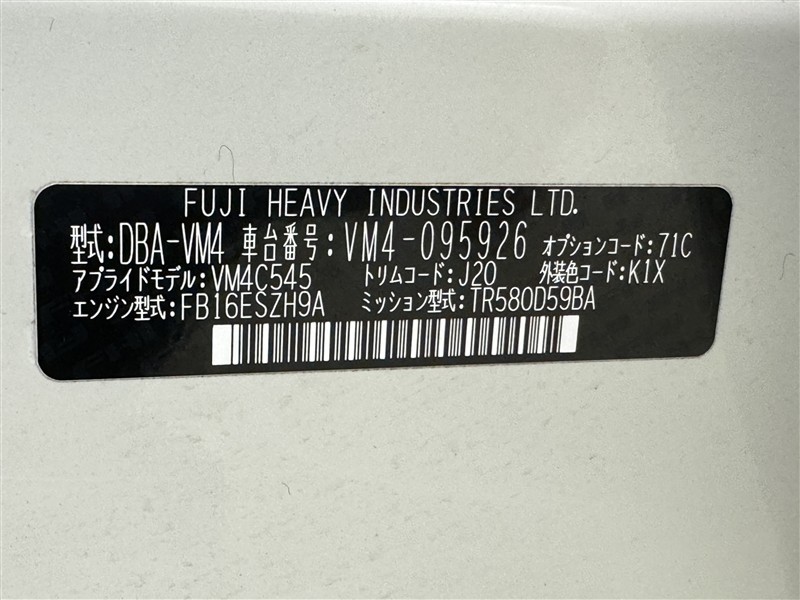 FUJI HEAVY INDUSTRIES LTD.
型式:DBA-VM4 車台番号:VM4-095926 オプションコード:71C
アプライドモデル:VM4C545 トリムコード:J20 外装色コード:K1X
エンジン型式:FB16ESZH9A ミッション型式:TR580D59BA